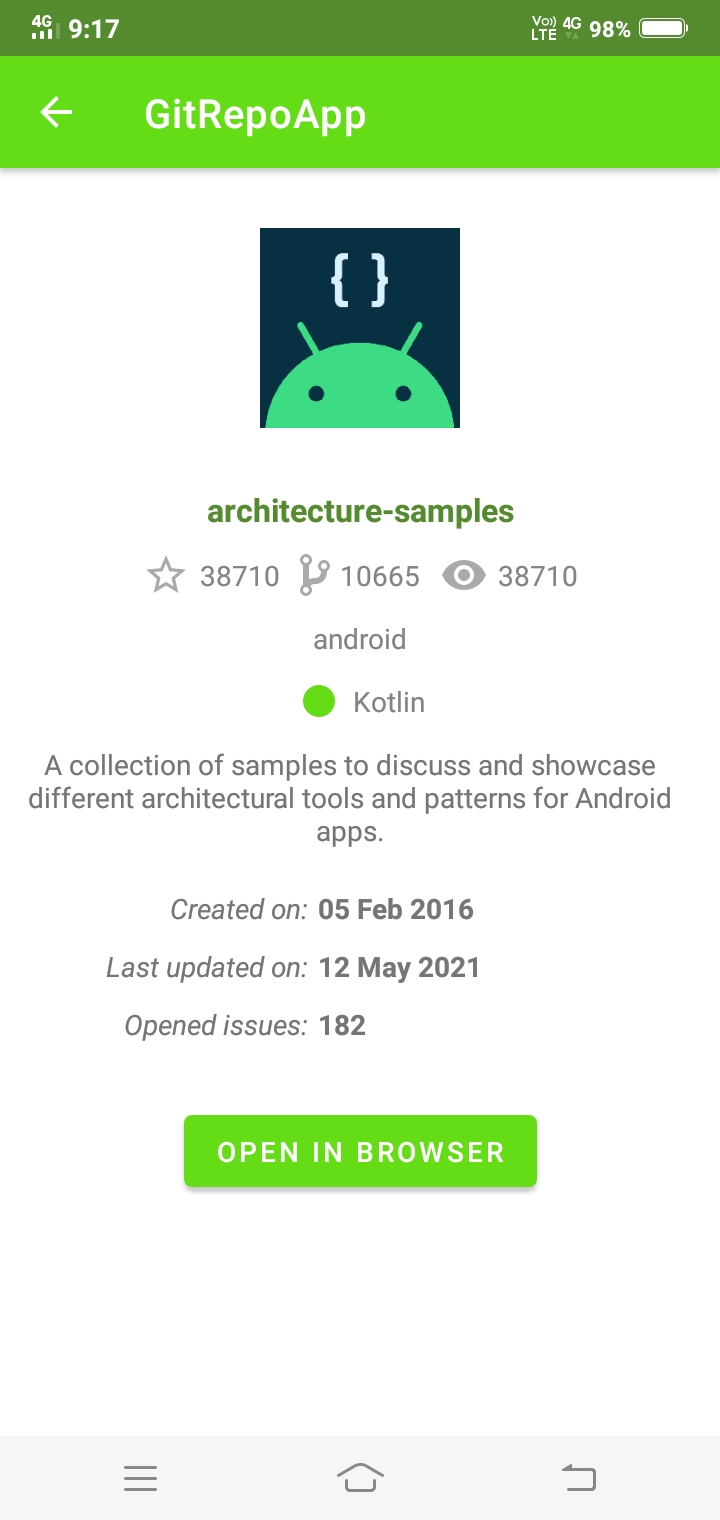 4G 9:17 Vo)) LTE 4G 98%
GitRepoApp
{ }
architecture-samples
38710 10665 38710
android
Kotlin
A collection of samples to discuss and showcase
different architectural tools and patterns for Android
apps.
Created on: 05 Feb 2016
Last updated on: 12 May 2021
Opened issues: 182
OPEN IN BROWSER